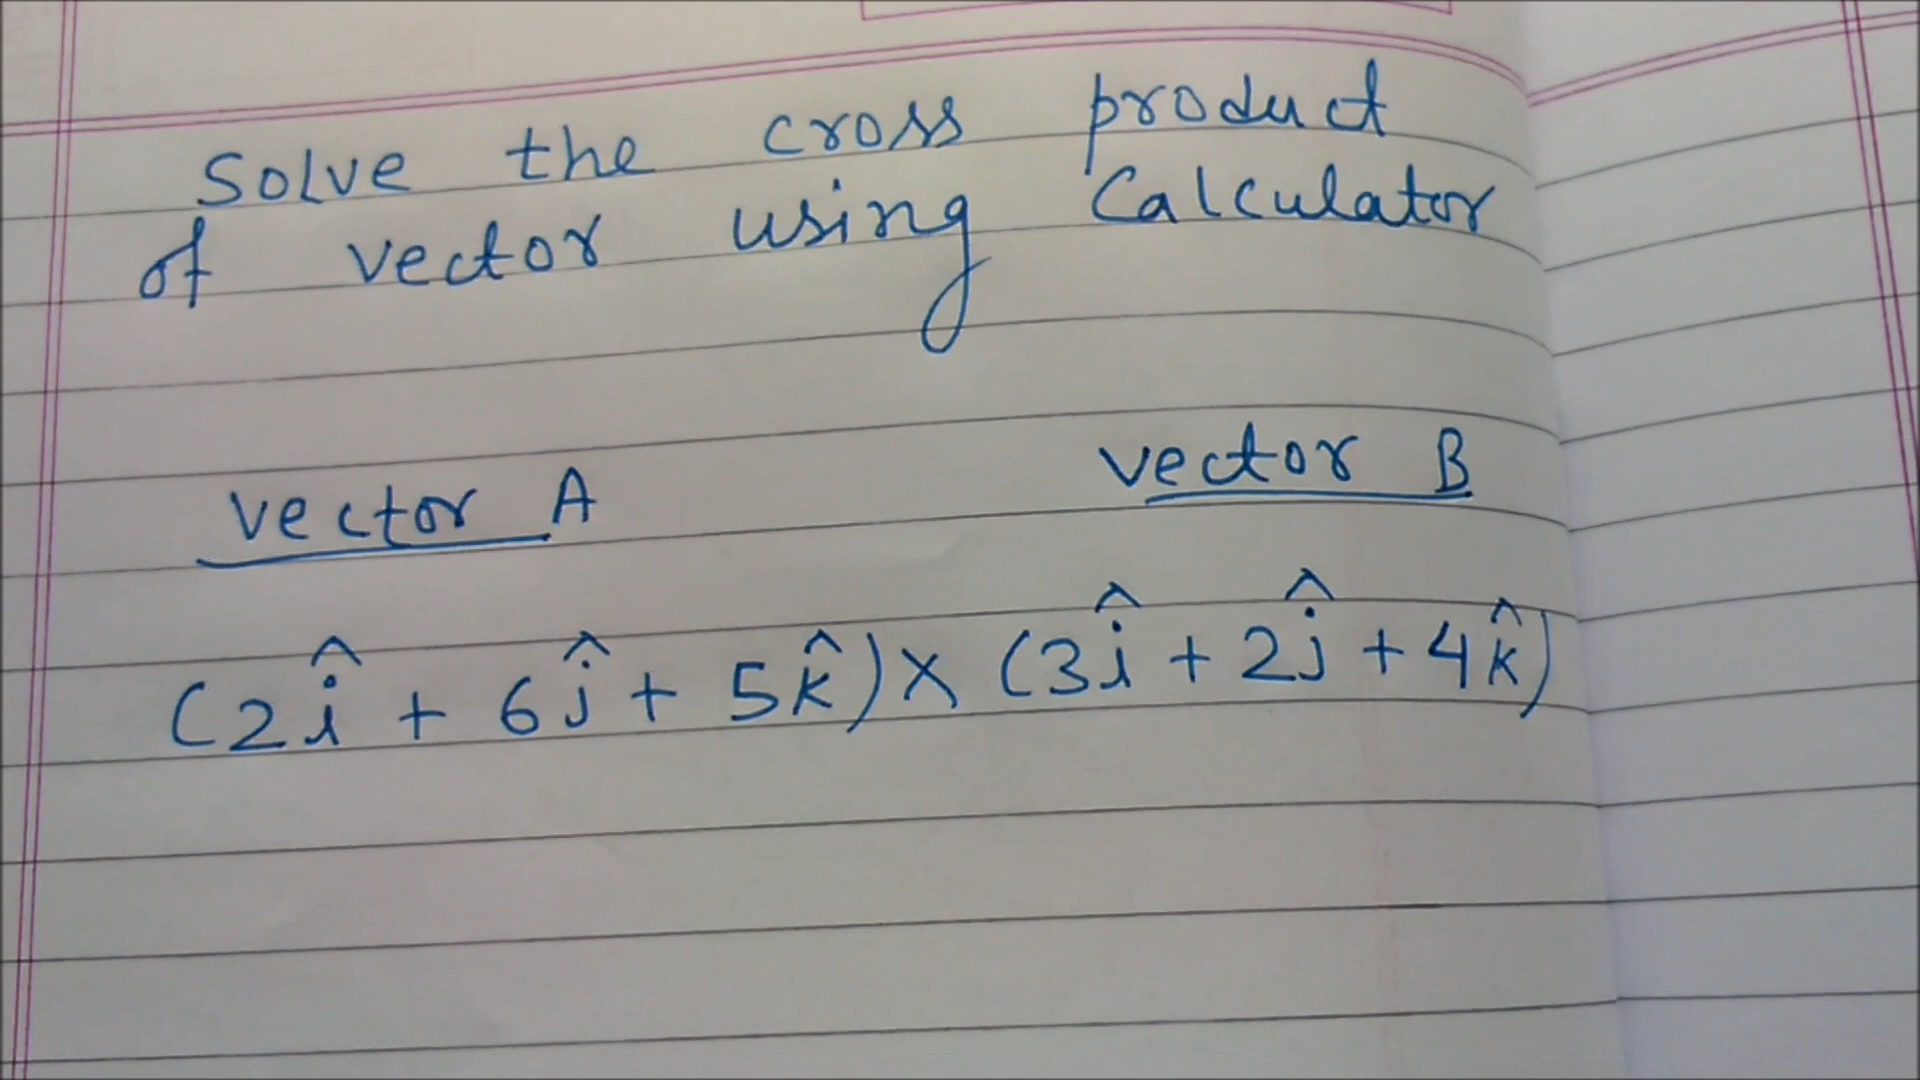 Solve the cross product
of vector using Calculator
vector A vector B
(2î + 6ĵ + 5k̂) × (3î + 2ĵ + 4k̂)